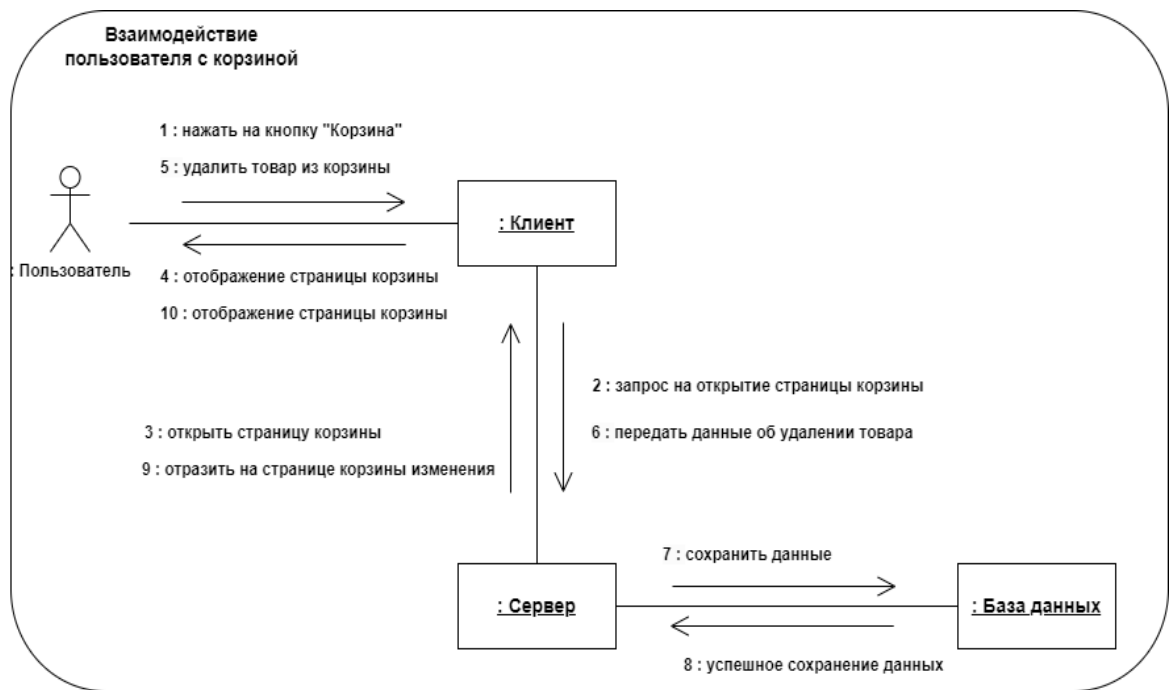 Взаимодействие
пользователя с корзиной
1 : нажать на кнопку "Корзина"
5 : удалить товар из корзины
: Клиент
: Пользователь
4 : отображение страницы корзины
10 : отображение страницы корзины
2 : запрос на открытие страницы корзины
3 : открыть страницу корзины
6 : передать данные об удалении товара
9 : отразить на странице корзины изменения
7 : сохранить данные
: Сервер
: База данных
8 : успешное сохранение данных